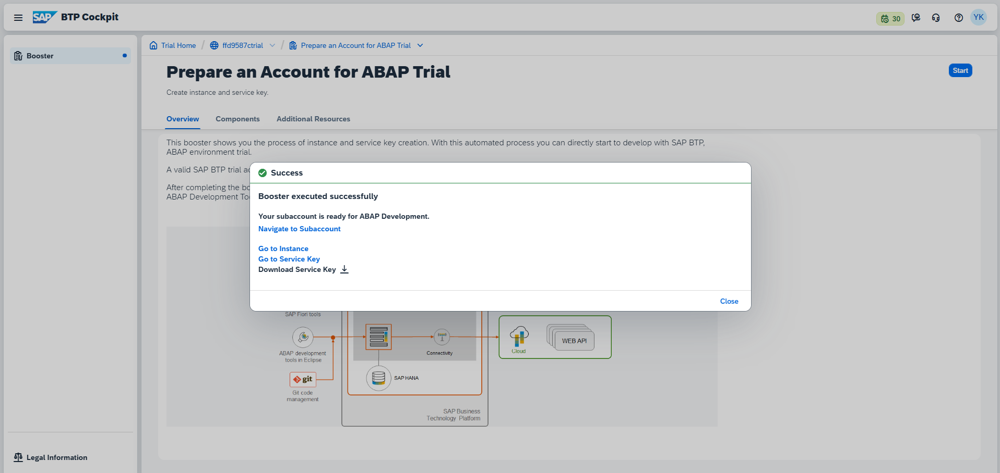 SAP BTP Cockpit
30
YK
Booster
Trial Home / ffd9587ctrial / Prepare an Account for ABAP Trial
Prepare an Account for ABAP Trial
Start
Create instance and service key.
Overview Components Additional Resources
This booster shows you the process of instance and service key creation. With this automated process you can directly start to develop with SAP BTP,
ABAP environment trial.
A valid SAP BTP trial
After completing the
ABAP Development
Success
Booster executed successfully
Your subaccount is ready for ABAP Development.
Navigate to Subaccount
Go to Instance
Go to Service Key
Download Service Key
Close
SAP Fiori tools
ABAP development
tools in Eclipse
git
Git code
management
Connectivity
SAP HANA
SAP Business
Technology Platform
Cloud
WEB API
Legal Information